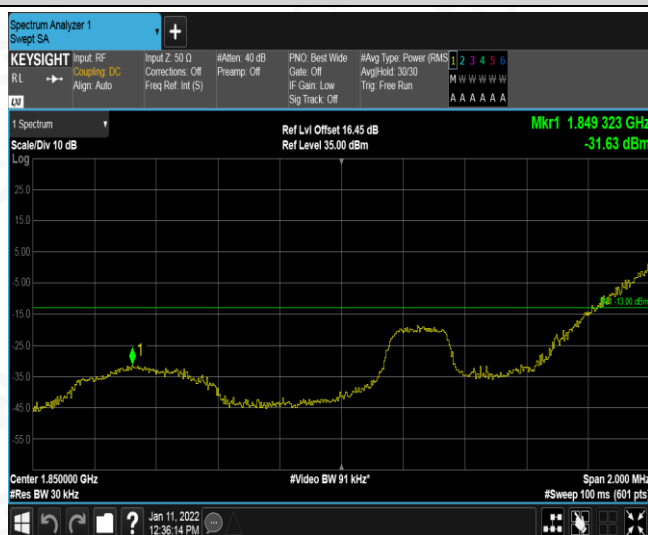 Spectrum Analyzer 1
Swept SA
+
KEYSIGHT
RL
Input: RF
Coupling: DC
Align: Auto
Input Z: 50 Ω
Corrections: Off
Freq Ref: Int (S)
#Atten: 40 dB
Preamp: Off
PNO: Best Wide
Gate: Off
IF Gain: Low
Sig Track: Off
#Avg Type: Power (RMS
Avg|Hold: 30/30
Trig: Free Run
1 2 3 4 5 6
M W W W W W
A A A A A A
1 Spectrum
Scale/Div 10 dB
Log
Ref Lvl Offset 16.45 dB
Ref Level 35.00 dBm
Mkr1 1.849 323 GHz
-31.63 dBm
25.0
15.0
5.00
-5.00
-15.0
-25.0
-35.0
-45.0
-55.0
1
-13.00 dBm
Center 1.850000 GHz
#Res BW 30 kHz
#Video BW 91 kHz*
Span 2.000 MHz
#Sweep 100 ms (601 pts)
?
Jan 11, 2022
12:36:14 PM